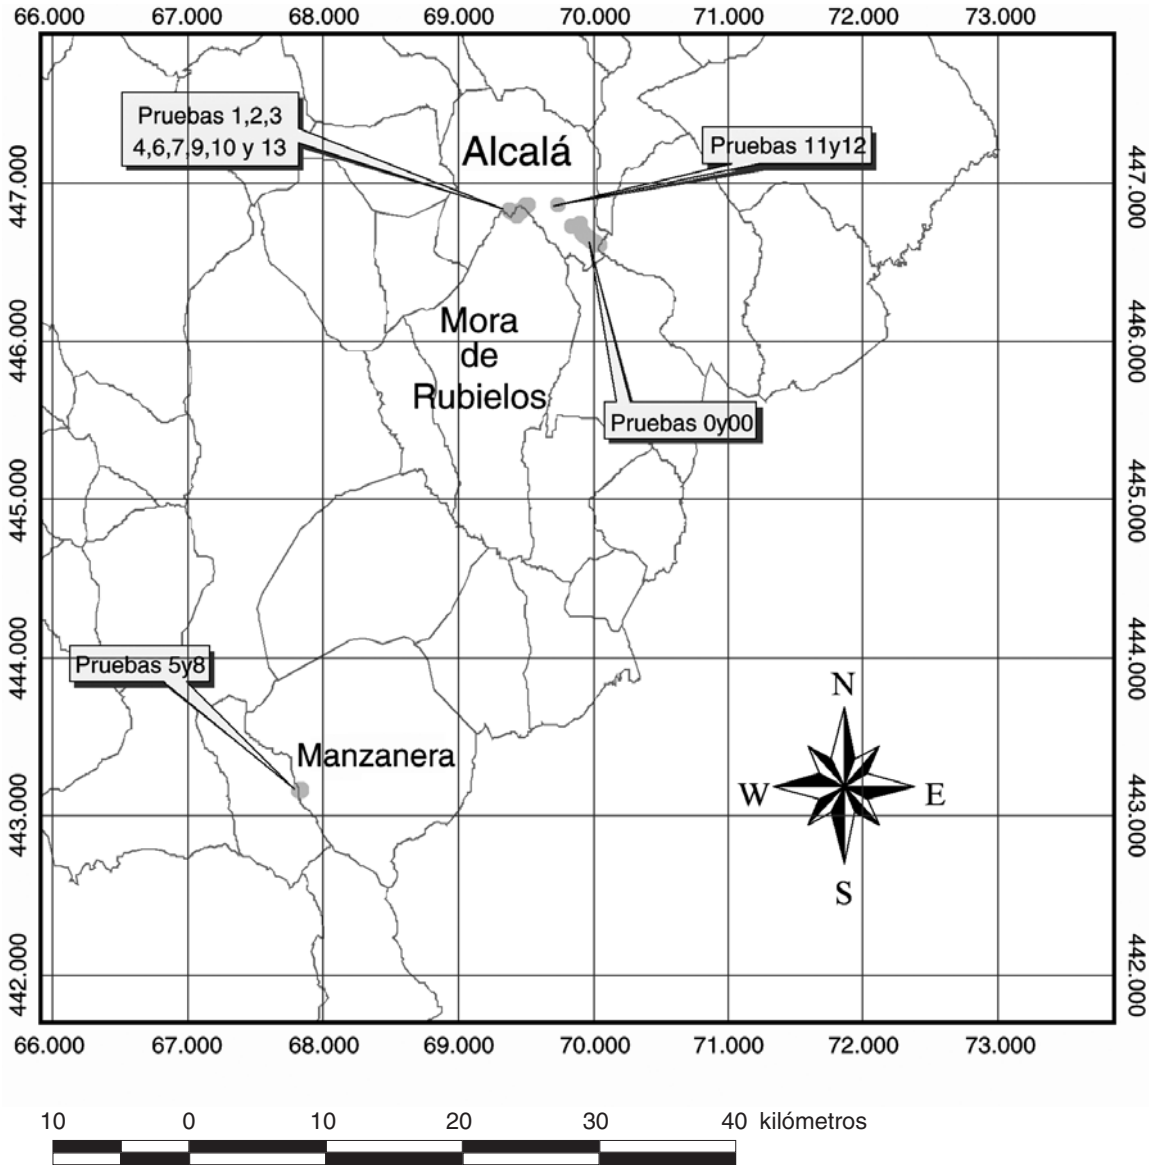 66.000 67.000 68.000 69.000 70.000 71.000 72.000 73.000
Pruebas 1,2,3
4,6,7,9,10 y 13
Alcalá
Pruebas 11y12
447.000 447.000
Mora
de
Rubielos
446.000 446.000
Pruebas 0y00
445.000 445.000
444.000 444.000
Pruebas 5y8
N
Manzanera
W E
443.000 443.000
S
442.000 442.000
66.000 67.000 68.000 69.000 70.000 71.000 72.000 73.000
10 0 10 20 30 40 kilómetros